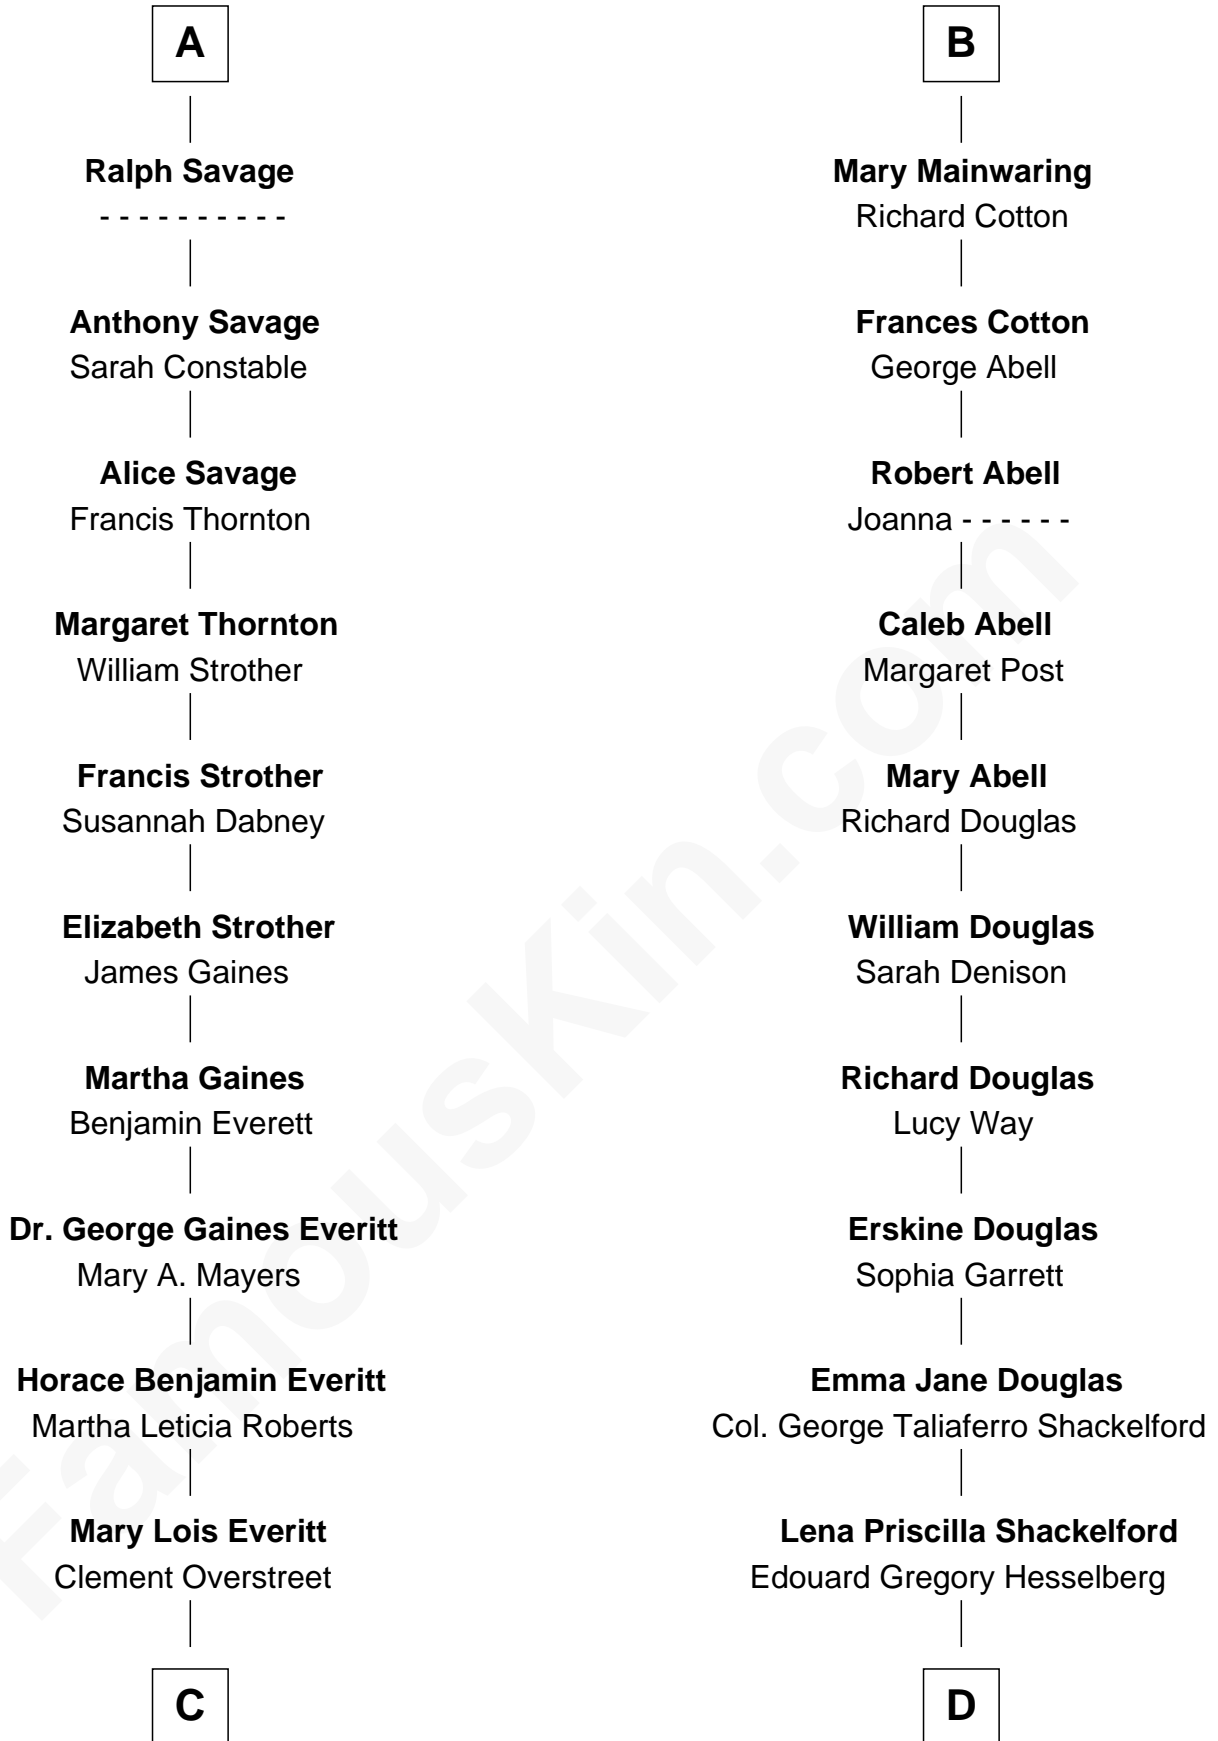 A
Ralph Savage
- - - - - - - - - -
Anthony Savage
Sarah Constable
Alice Savage
Francis Thornton
Margaret Thornton
William Strother
Francis Strother
Susannah Dabney
Elizabeth Strother
James Gaines
Martha Gaines
Benjamin Everett
Dr. George Gaines Everitt
Mary A. Mayers
Horace Benjamin Everitt
Martha Leticia Roberts
Mary Lois Everitt
Clement Overstreet
C
B
Mary Mainwaring
Richard Cotton
Frances Cotton
George Abell
Robert Abell
Joanna - - - - - -
Caleb Abell
Margaret Post
Mary Abell
Richard Douglas
William Douglas
Sarah Denison
Richard Douglas
Lucy Way
Erskine Douglas
Sophia Garrett
Emma Jane Douglas
Col. George Taliaferro Shackelford
Lena Priscilla Shackelford
Edouard Gregory Hesselberg
D
FamousKin.com